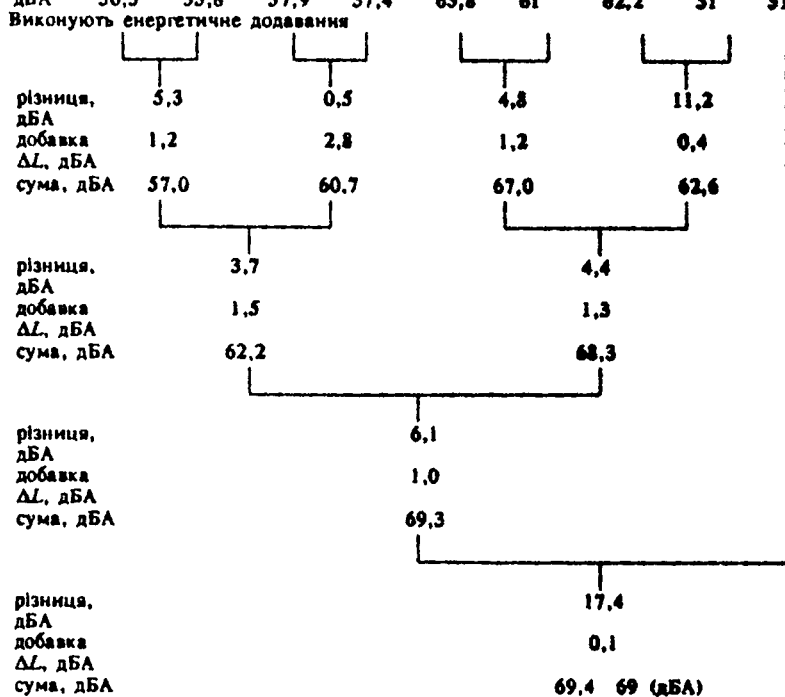 Виконують енергетичне додавання
різниця, 5,3 0,5 4,8 11,2
дБА
добавка 1,2 2,8 1,2 0,4
ΔL, дБА
сума, дБА 57,0 60,7 67,0 62,6
різниця, 3,7 4,4
дБА
добавка 1,5 1,3
ΔL, дБА
сума, дБА 62,2 68,3
різниця, 6,1
дБА
добавка 1,0
ΔL, дБА
сума, дБА 69,3
різниця, 17,4
дБА
добавка 0,1
ΔL, дБА
сума, дБА 69,4 69 (дБА)